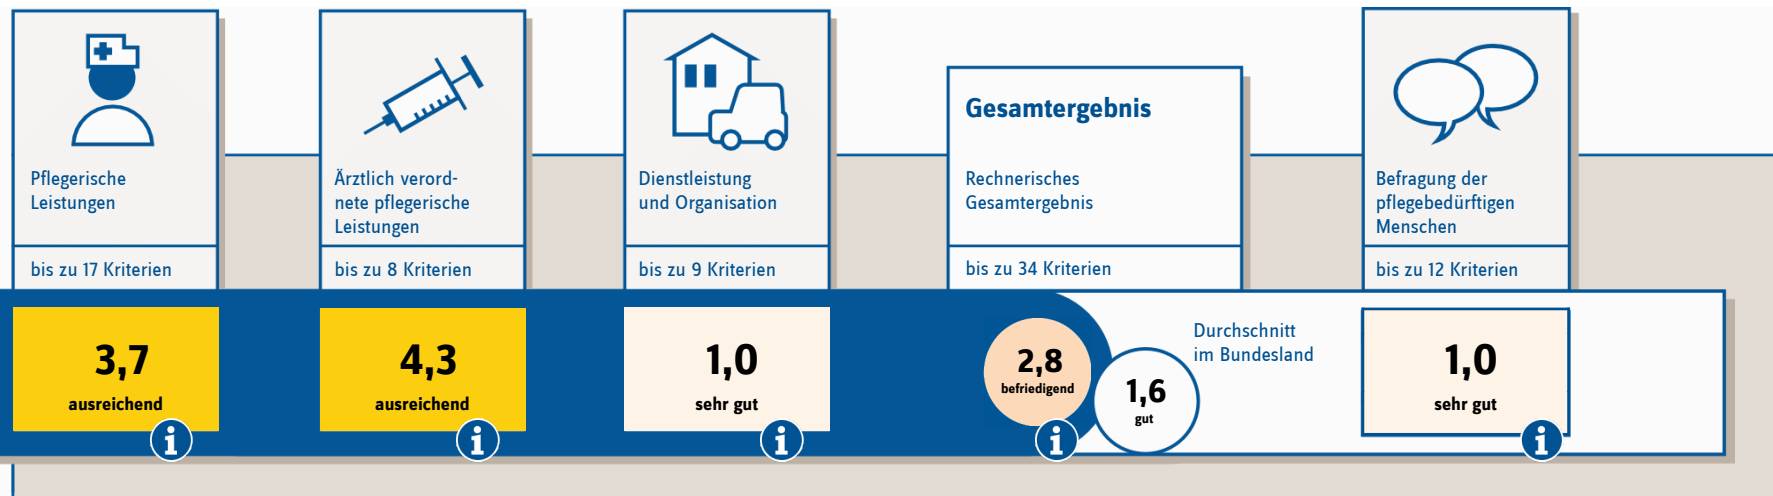 Pflegerische
Leistungen
bis zu 17 Kriterien
3,7
ausreichend
i
Ärztlich verord-
nete pflegerische
Leistungen
bis zu 8 Kriterien
4,3
ausreichend
i
Dienstleistung
und Organisation
bis zu 9 Kriterien
1,0
sehr gut
i
Gesamtergebnis
Rechnerisches
Gesamtergebnis
bis zu 34 Kriterien
2,8
befriedigend
i
1,6
gut
Durchschnitt
im Bundesland
Befragung der
pflegebedürftigen
Menschen
bis zu 12 Kriterien
1,0
sehr gut
i